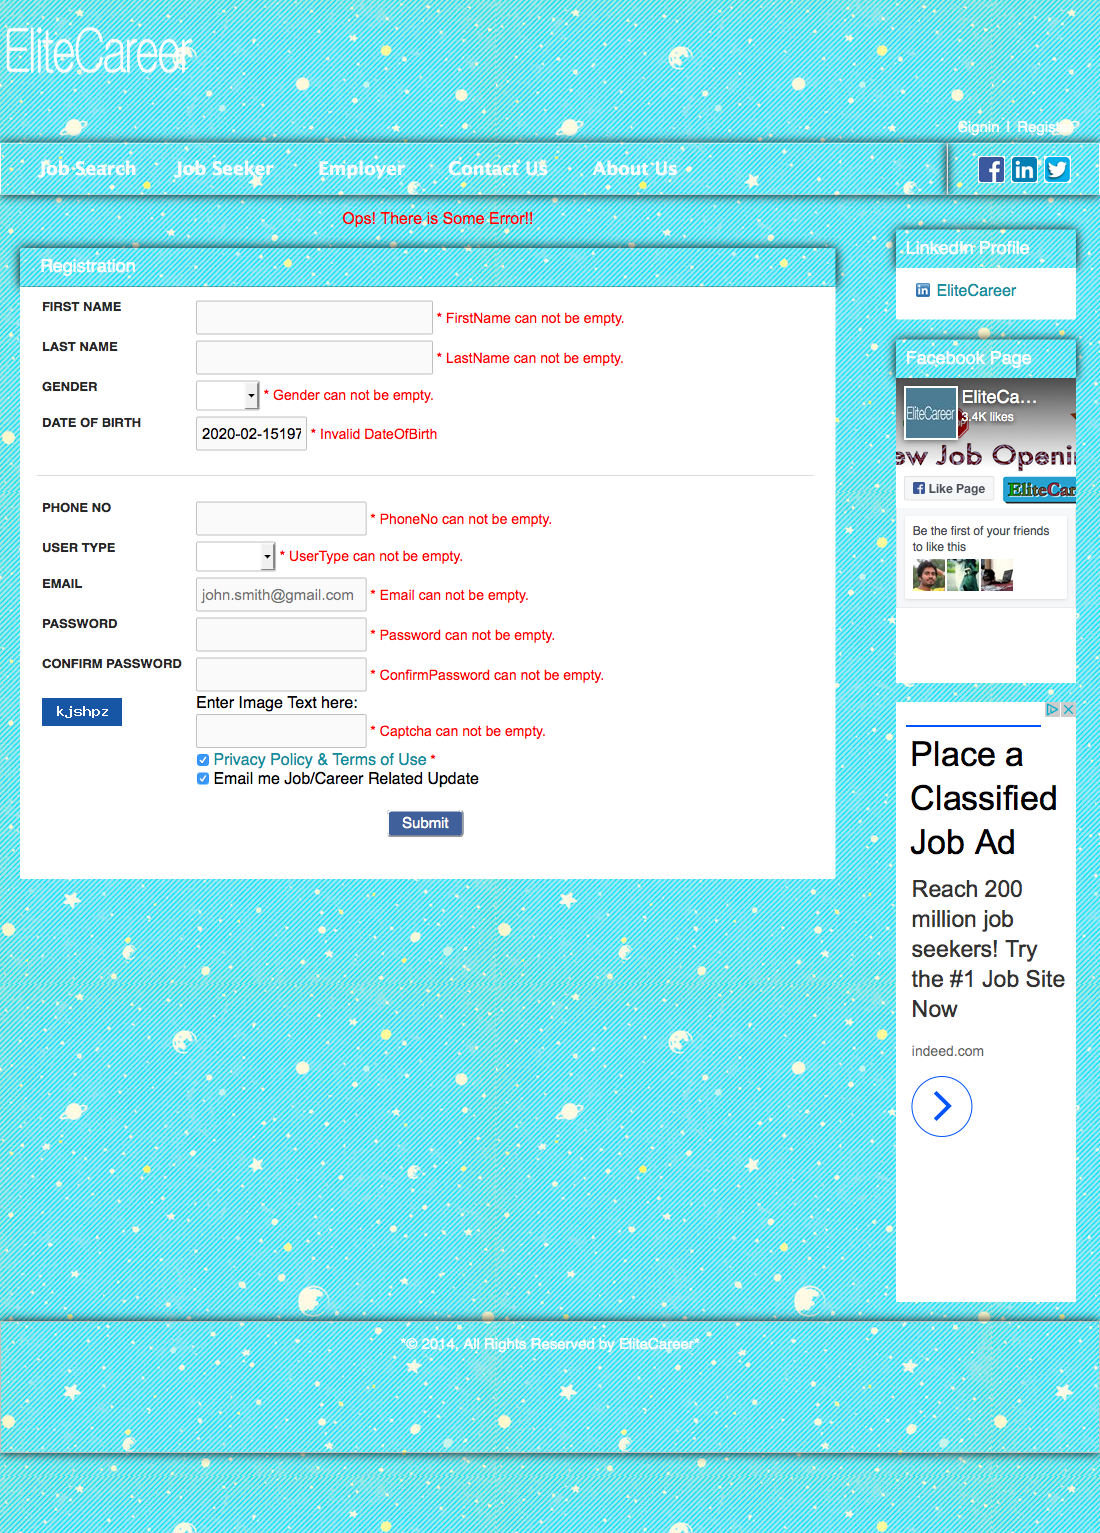 EliteCareer
Signin | Register
Job Search Job Seeker Employer Contact US About Us
Ops! There is Some Error!!
Registration
FIRST NAME * FirstName can not be empty.
LAST NAME * LastName can not be empty.
GENDER * Gender can not be empty.
DATE OF BIRTH 2020-02-15197 * Invalid DateOfBirth
PHONE NO * PhoneNo can not be empty.
USER TYPE * UserType can not be empty.
EMAIL john.smith@gmail.com * Email can not be empty.
PASSWORD * Password can not be empty.
CONFIRM PASSWORD * ConfirmPassword can not be empty.
kjshpz Enter Image Text here:
* Captcha can not be empty.
Privacy Policy & Terms of Use *
Email me Job/Career Related Update
Submit
LinkedIn Profile
EliteCareer
Facebook Page
EliteCareer
EliteCa...
3.4K likes
ew Job Openi
Like Page
EliteCar
Be the first of your friends
to like this
Place a
Classified
Job Ad
Reach 200
million job
seekers! Try
the #1 Job Site
Now
indeed.com
*© 2014, All Rights Reserved by EliteCareer*